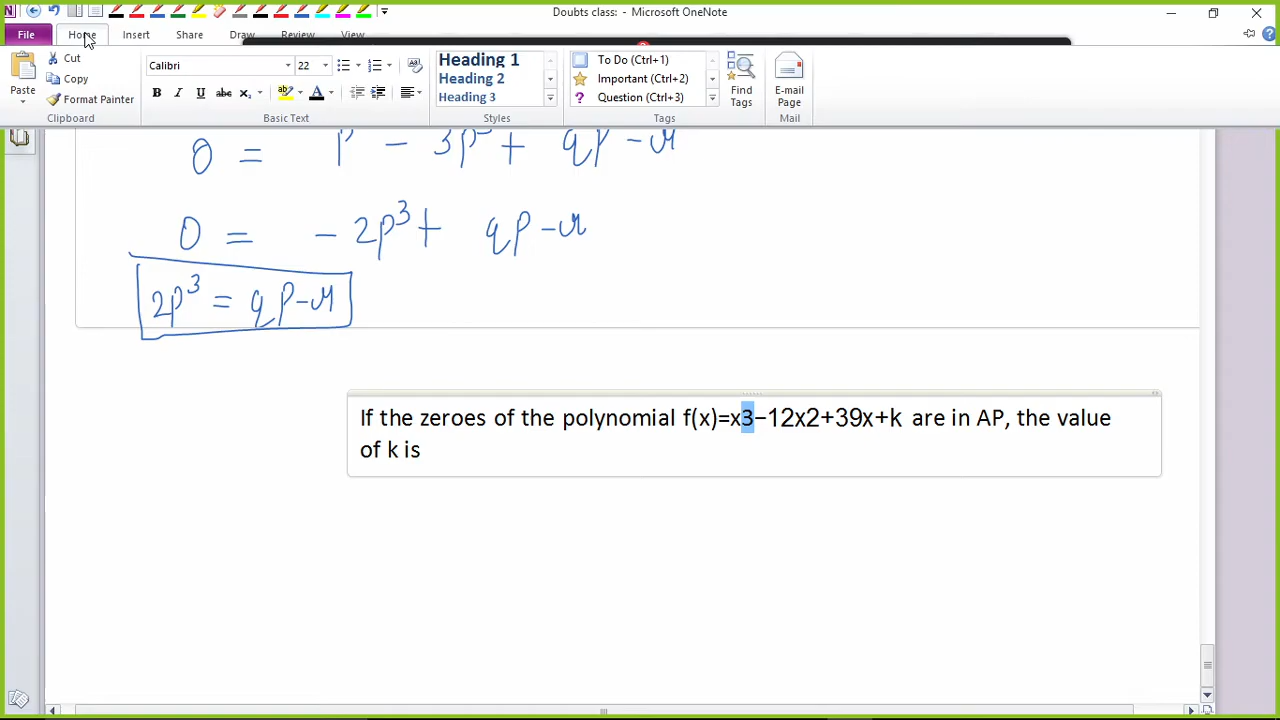 Doubts class: - Microsoft OneNote
File Home Insert Share Draw Review View
Cut
Copy
Format Painter
Paste
Clipboard
Calibri 22
B I U abc x₂ A
Basic Text
Heading 1
Heading 2
Heading 3
Styles
To Do (Ctrl+1)
Important (Ctrl+2)
Question (Ctrl+3)
Tags
Find Tags
E-mail Page
Mail
0 = - 2p³ + qp - r
2p³ = qp - r
If the zeroes of the polynomial f(x)=x3−12x2+39x+k are in AP, the value
of k is